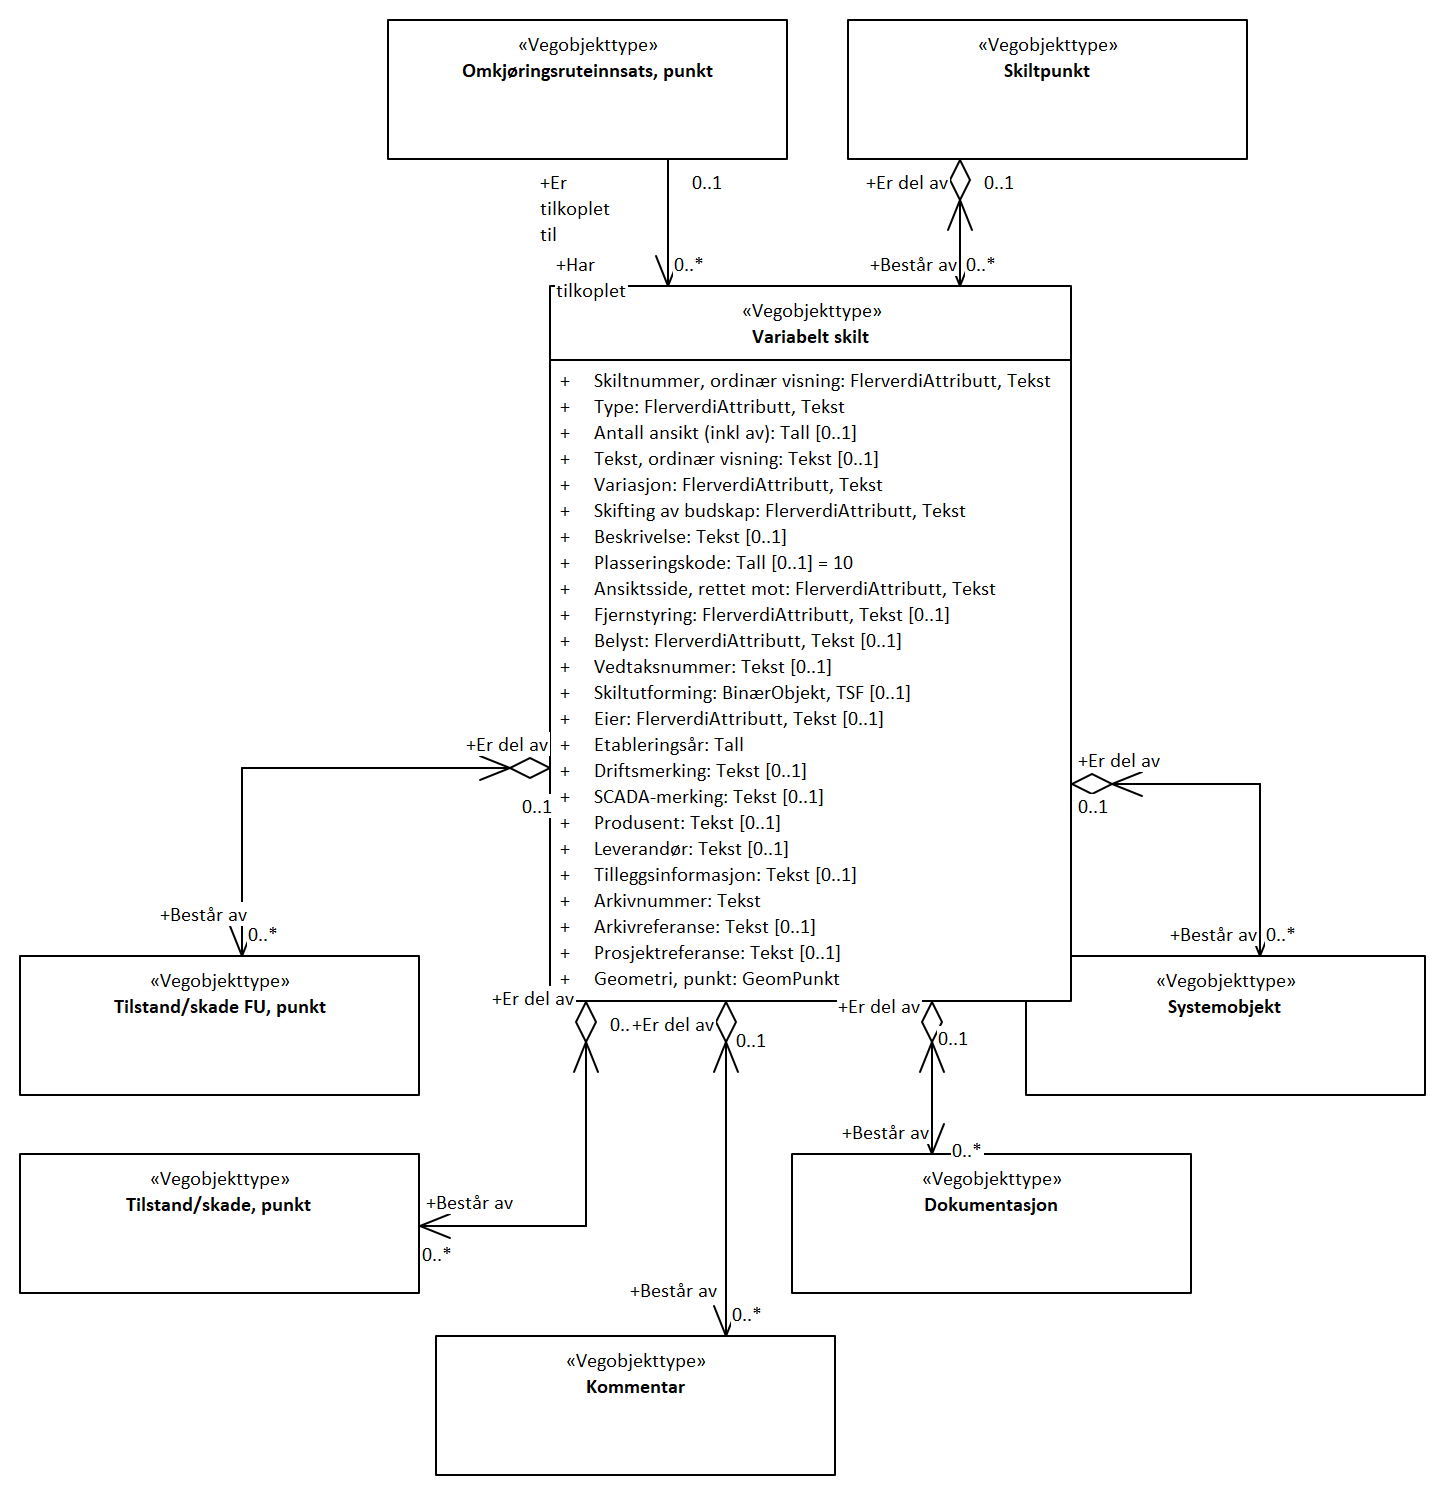 «Vegobjekttype»
Omkjøringsruteinnsats, punkt
«Vegobjekttype»
Skiltpunkt
+Er
tilkoplet
til
0..1
+Har
tilkoplet
0..*
+Er del av
0..1
+Består av
0..*
«Vegobjekttype»
Variabelt skilt
+ Skiltnummer, ordinær visning: FlerverdiAttributt, Tekst
+ Type: FlerverdiAttributt, Tekst
+ Antall ansikt (inkl av): Tall [0..1]
+ Tekst, ordinær visning: Tekst [0..1]
+ Variasjon: FlerverdiAttributt, Tekst
+ Skifting av budskap: FlerverdiAttributt, Tekst
+ Beskrivelse: Tekst [0..1]
+ Plasseringskode: Tall [0..1] = 10
+ Ansiktsside, rettet mot: FlerverdiAttributt, Tekst
+ Fjernstyring: FlerverdiAttributt, Tekst [0..1]
+ Belyst: FlerverdiAttributt, Tekst [0..1]
+ Vedtaksnummer: Tekst [0..1]
+ Skiltutforming: BinærObjekt, TSF [0..1]
+ Eier: FlerverdiAttributt, Tekst [0..1]
+ Etableringsår: Tall
+ Driftsmerking: Tekst [0..1]
+ SCADA-merking: Tekst [0..1]
+ Produsent: Tekst [0..1]
+ Leverandør: Tekst [0..1]
+ Tilleggsinformasjon: Tekst [0..1]
+ Arkivnummer: Tekst
+ Arkivreferanse: Tekst [0..1]
+ Prosjektreferanse: Tekst [0..1]
+ Geometri, punkt: GeomPunkt
+Er del av
0..1
+Består av
0..*
+Er del av
0..1
+Består av
0..*
«Vegobjekttype»
Tilstand/skade FU, punkt
«Vegobjekttype»
Systemobjekt
+Er del av
0..
+Er del av
0..1
+Er del av
0..1
+Består av
0..*
«Vegobjekttype»
Tilstand/skade, punkt
+Består av
0..*
«Vegobjekttype»
Dokumentasjon
+Består av
0..*
«Vegobjekttype»
Kommentar